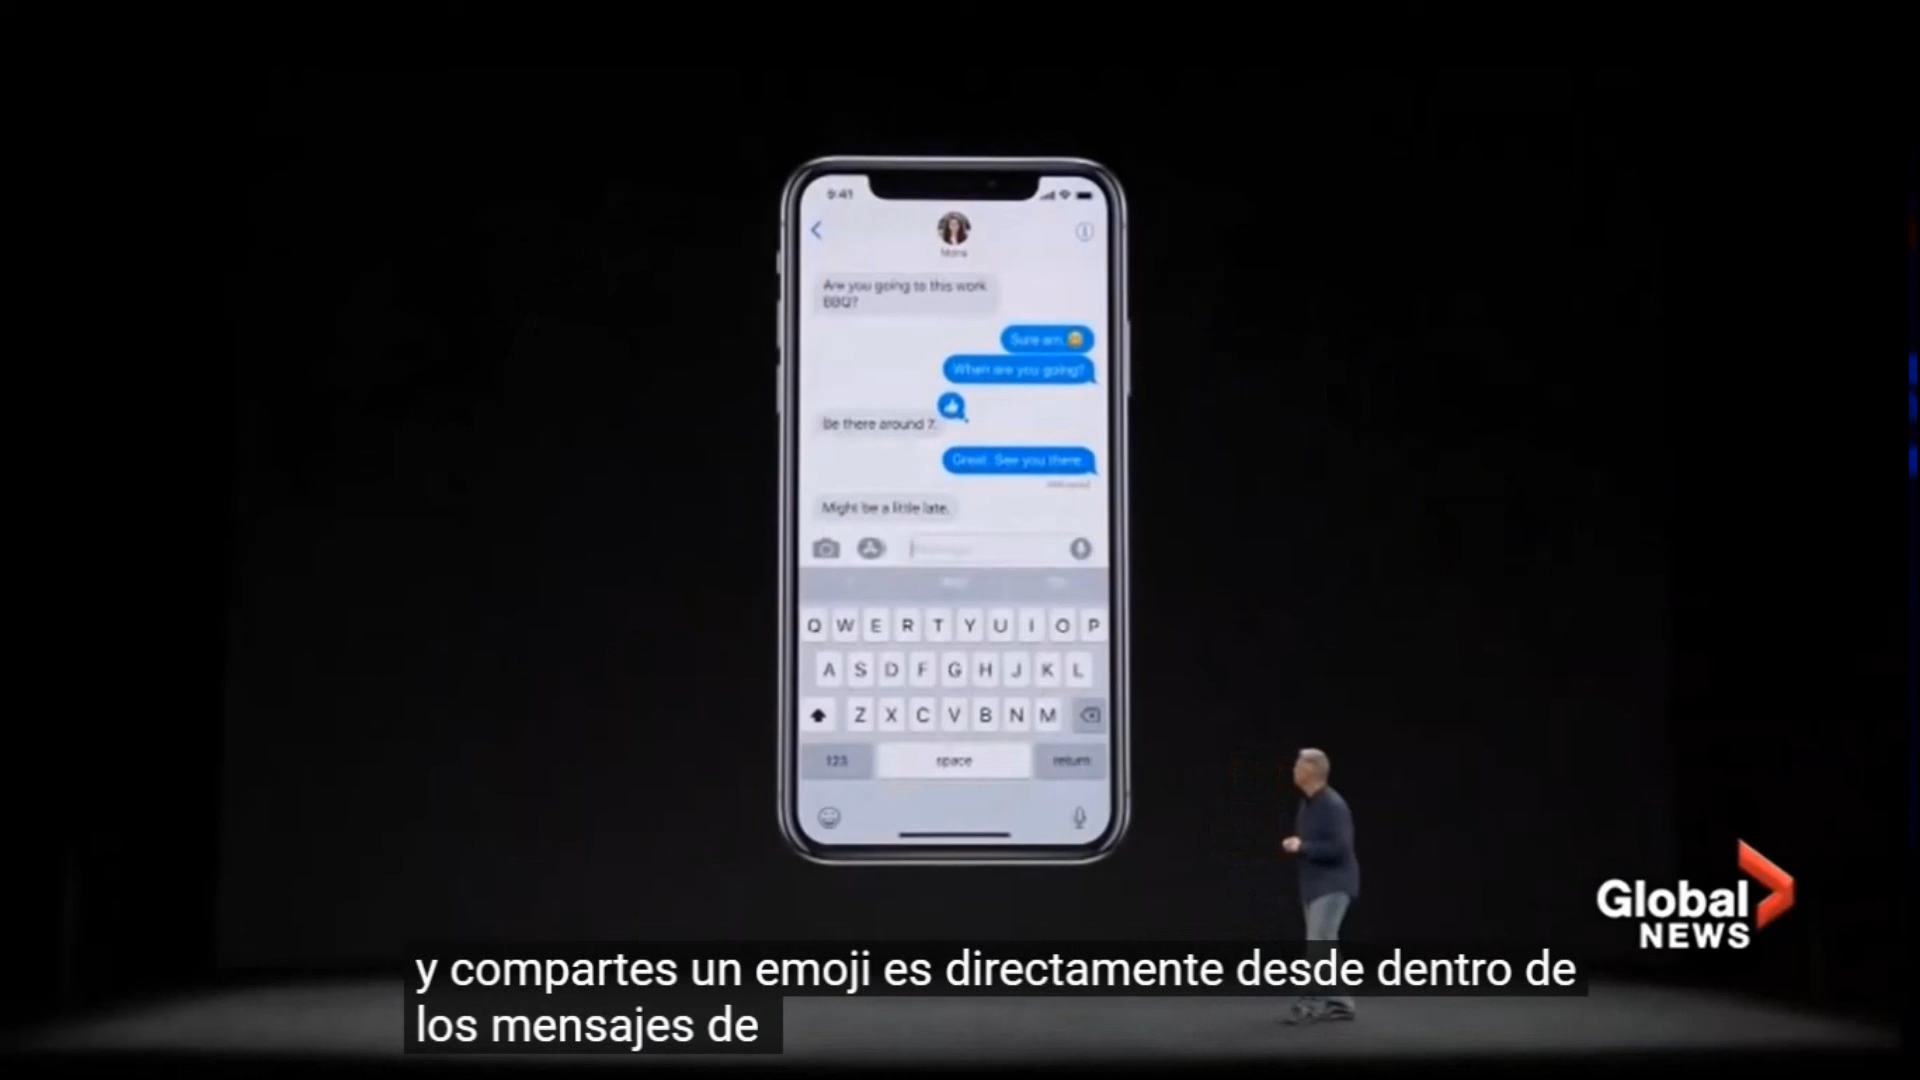 9:41
Are you going to this work
BBQ?
Sure am.
When are you going?
Be there around 7.
Great. See you there.
Might be a little late.
Q W E R T Y U I O P
A S D F G H J K L
Z X C V B N M
123 space return
Global
NEWS
y compartes un emoji es directamente desde dentro de
los mensajes de